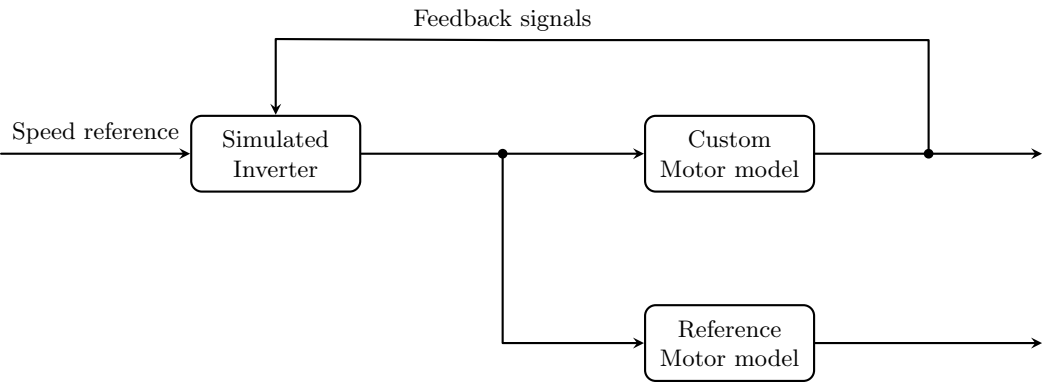 Feedback signals
Speed reference
Simulated
Inverter
Custom
Motor model
Reference
Motor model